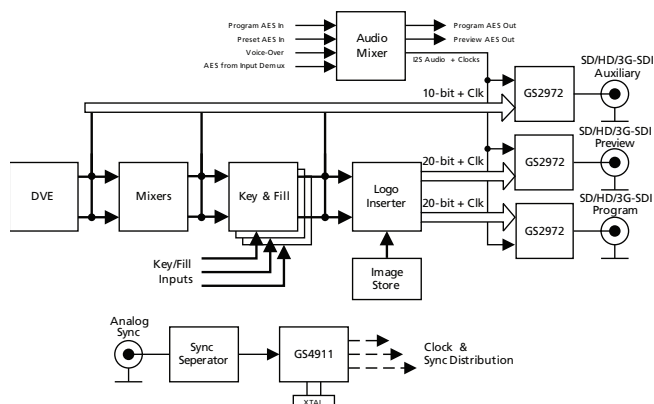 Program AES In
Preset AES In
Voice-Over
AES from Input Demux
Audio
Mixer
Program AES Out
Preview AES Out
I2S Audio + Clocks
SD/HD/3G-SDI
Auxiliary
10-bit + Clk
GS2972
SD/HD/3G-SDI
Preview
20-bit + Clk
GS2972
DVE
Mixers
Key & Fill
Logo
Inserter
SD/HD/3G-SDI
Program
20-bit + Clk
GS2972
Key/Fill
Inputs
Image
Store
Analog
Sync
Sync
Seperator
GS4911
Clock &
Sync Distribution
XTAL